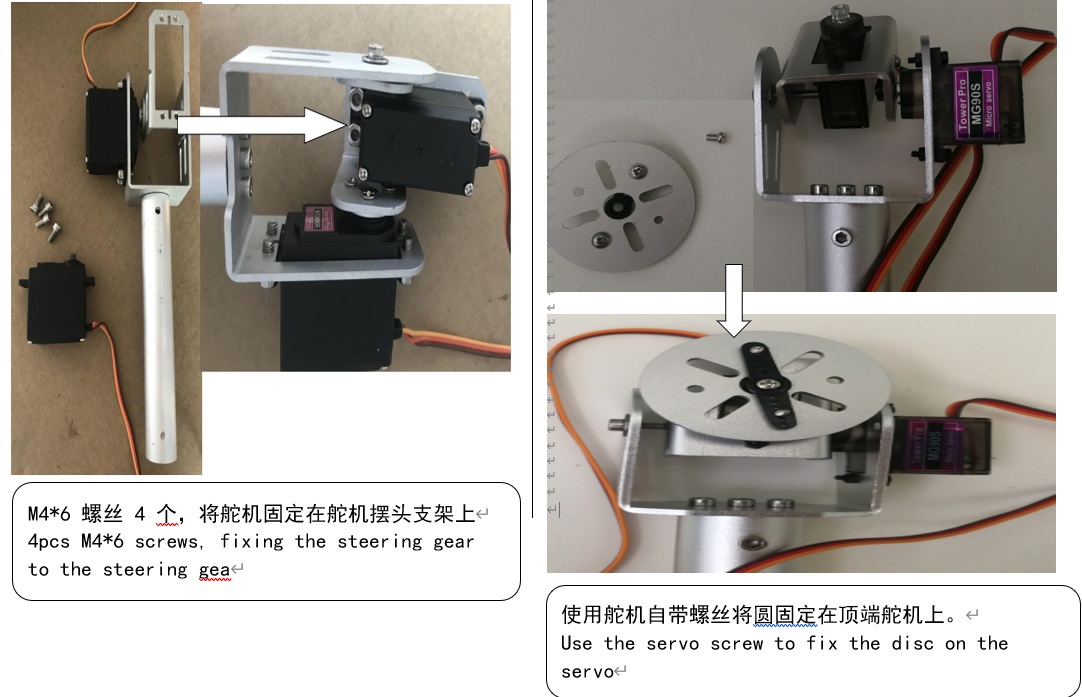 M4*6 螺丝 4 个，将舵机固定在舵机摆头支架上
4pcs M4*6 screws, fixing the steering gear
to the steering gea
Tower Pro
MG90S
Micro servo
Tower Pro
MG90S
使用舵机自带螺丝将圆固定在顶端舵机上。
Use the servo screw to fix the disc on the
servo